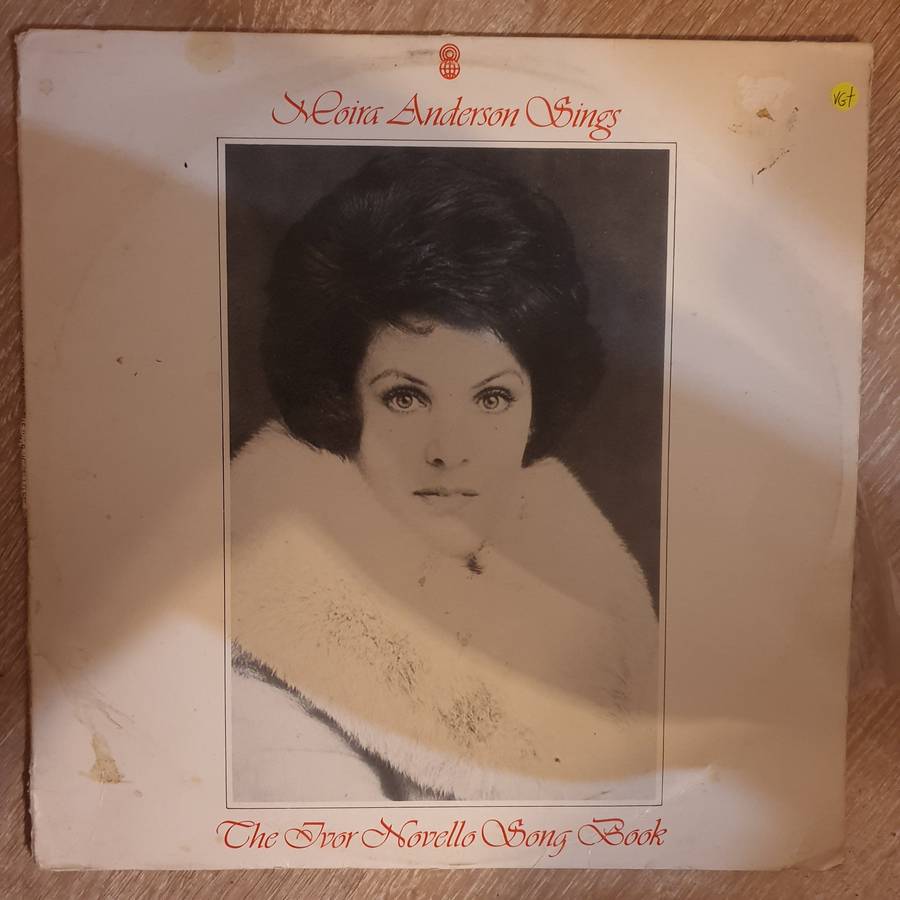 Moira Anderson Sings
VG+
The Ivor Novello Song Book